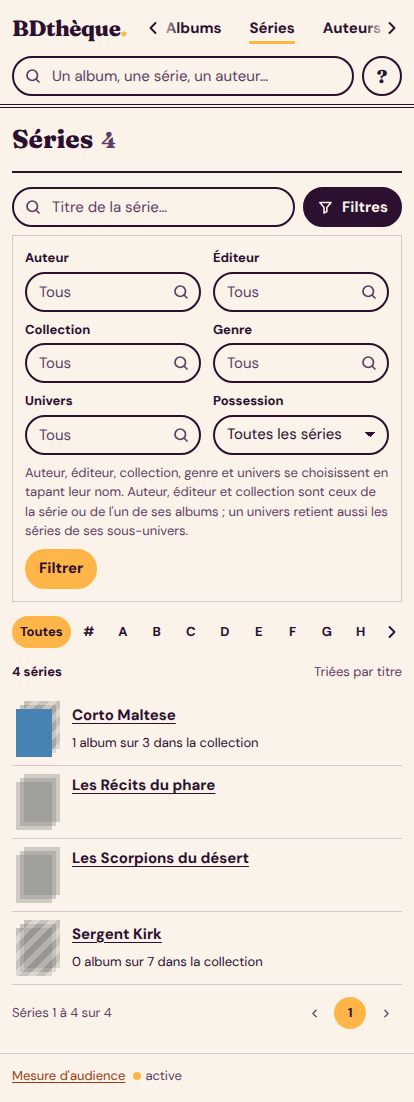 BDthèque.
Albums Séries Auteurs
Un album, une série, un auteur... ?
Séries 4
Titre de la série... Filtres
Auteur Éditeur
Tous Tous
Collection Genre
Tous Tous
Univers Possession
Tous Toutes les séries
Auteur, éditeur, collection, genre et univers se choisissent en
tapant leur nom. Auteur, éditeur et collection sont ceux de
la série ou de l'un de ses albums ; un univers retient aussi les
séries de ses sous-univers.
Filtrer
Toutes # A B C D E F G H
4 séries Triées par titre
Corto Maltese
1 album sur 3 dans la collection
Les Récits du phare
Les Scorpions du désert
Sergent Kirk
0 album sur 7 dans la collection
Séries 1 à 4 sur 4 ‹ 1 ›
Mesure d'audience active